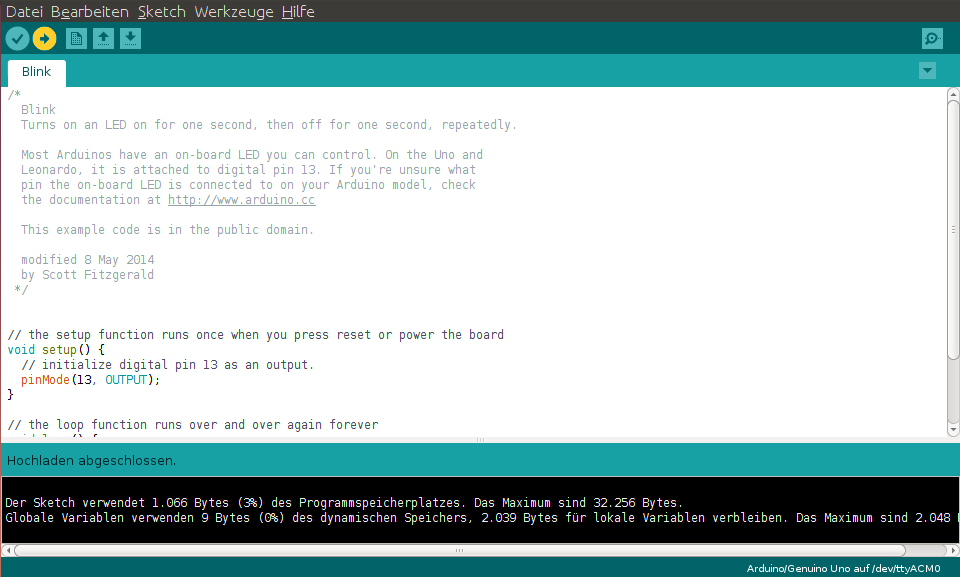 Datei Bearbeiten Sketch Werkzeuge Hilfe
Blink
/*
Blink
Turns on an LED on for one second, then off for one second, repeatedly.
Most Arduinos have an on-board LED you can control. On the Uno and
Leonardo, it is attached to digital pin 13. If you're unsure what
pin the on-board LED is connected to on your Arduino model, check
the documentation at http://www.arduino.cc
This example code is in the public domain.
modified 8 May 2014
by Scott Fitzgerald
*/
// the setup function runs once when you press reset or power the board
void setup() {
// initialize digital pin 13 as an output.
pinMode(13, OUTPUT);
}
// the loop function runs over and over again forever
Hochladen abgeschlossen.
Der Sketch verwendet 1.066 Bytes (3%) des Programmspeicherplatzes. Das Maximum sind 32.256 Bytes.
Globale Variablen verwenden 9 Bytes (0%) des dynamischen Speichers, 2.039 Bytes für lokale Variablen verbleiben. Das Maximum sind 2.048
Arduino/Genuino Uno auf /dev/ttyACM0